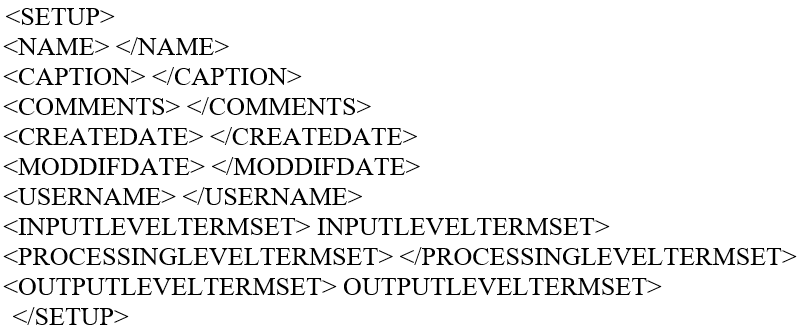 <SETUP>
<NAME> </NAME>
<CAPTION> </CAPTION>
<COMMENTS> </COMMENTS>
<CREATEDATE> </CREATEDATE>
<MODDIFDATE> </MODDIFDATE>
<USERNAME> </USERNAME>
<INPUTLEVELTERMSET> INPUTLEVELTERMSET>
<PROCESSINGLEVELTERMSET> </PROCESSINGLEVELTERMSET>
<OUTPUTLEVELTERMSET> OUTPUTLEVELTERMSET>
</SETUP>